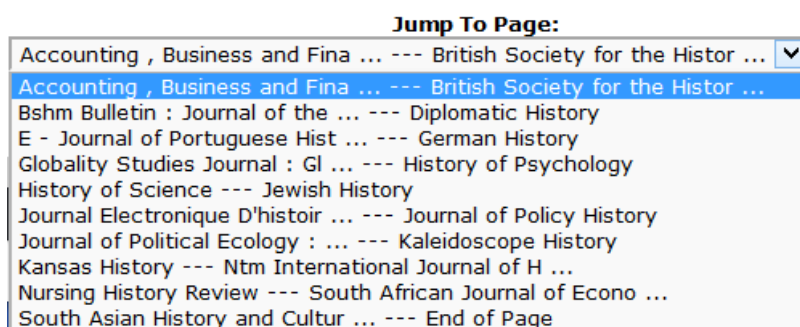 Jump To Page:
Accounting , Business and Fina ... --- British Society for the Histor ...
Accounting , Business and Fina ... --- British Society for the Histor ...
Bshm Bulletin : Journal of the ... --- Diplomatic History
E - Journal of Portuguese Hist ... --- German History
Globality Studies Journal : Gl ... --- History of Psychology
History of Science --- Jewish History
Journal Electronique D'histoir ... --- Journal of Policy History
Journal of Political Ecology : ... --- Kaleidoscope History
Kansas History --- Ntm International Journal of H ...
Nursing History Review --- South African Journal of Econo ...
South Asian History and Cultur ... --- End of Page